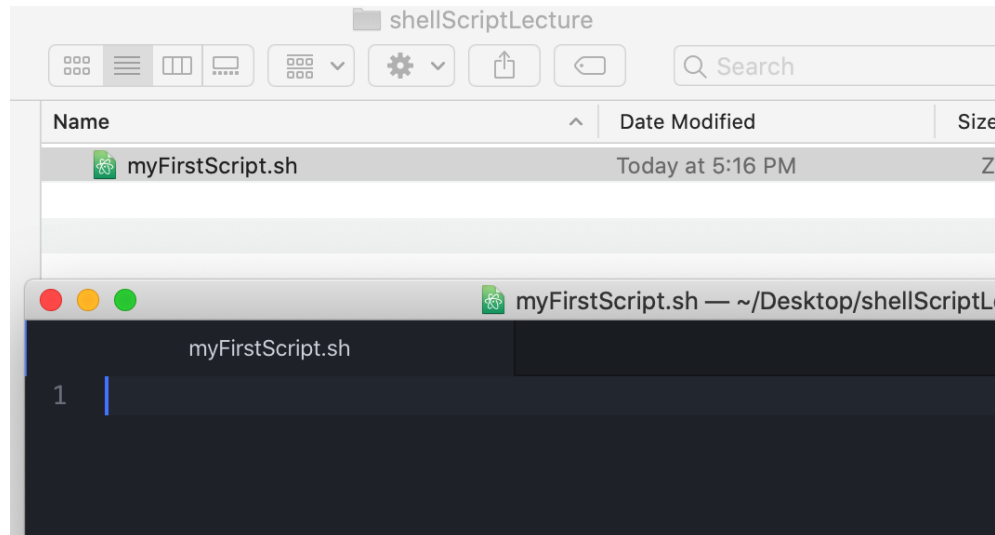 shellScriptLecture
Search
Name Date Modified Size
myFirstScript.sh Today at 5:16 PM Z
myFirstScript.sh — ~/Desktop/shellScriptL
myFirstScript.sh
1